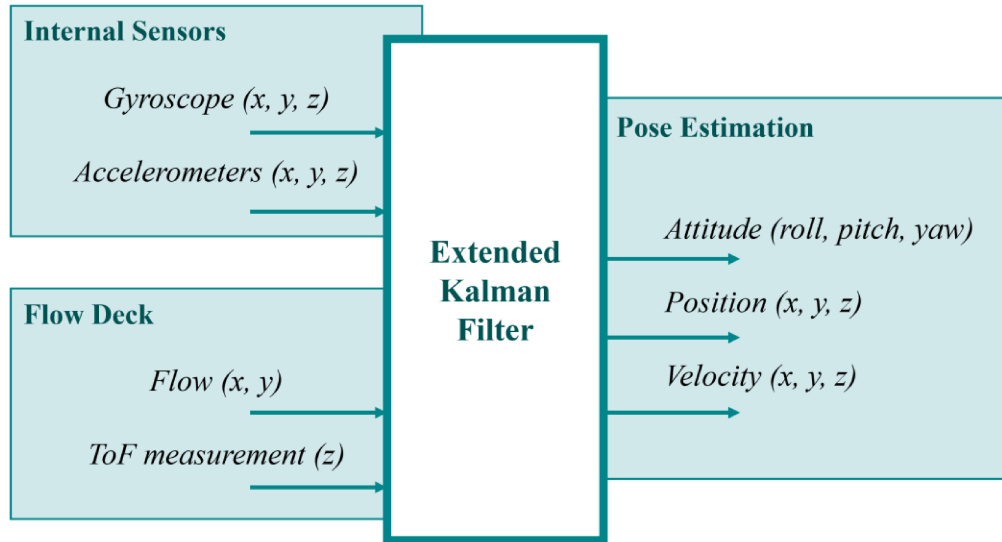 Internal Sensors
Gyroscope (x, y, z)
Accelerometers (x, y, z)
Flow Deck
Flow (x, y)
ToF measurement (z)
Extended
Kalman
Filter
Pose Estimation
Attitude (roll, pitch, yaw)
Position (x, y, z)
Velocity (x, y, z)